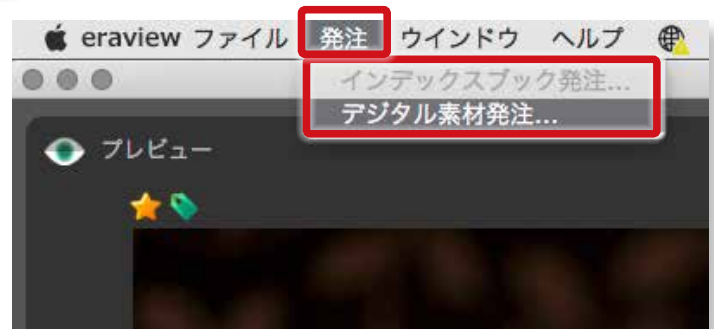 eraview ファイル 発注 ウインドウ ヘルプ
インデックスブック発注...
デジタル素材発注...
プレビュー